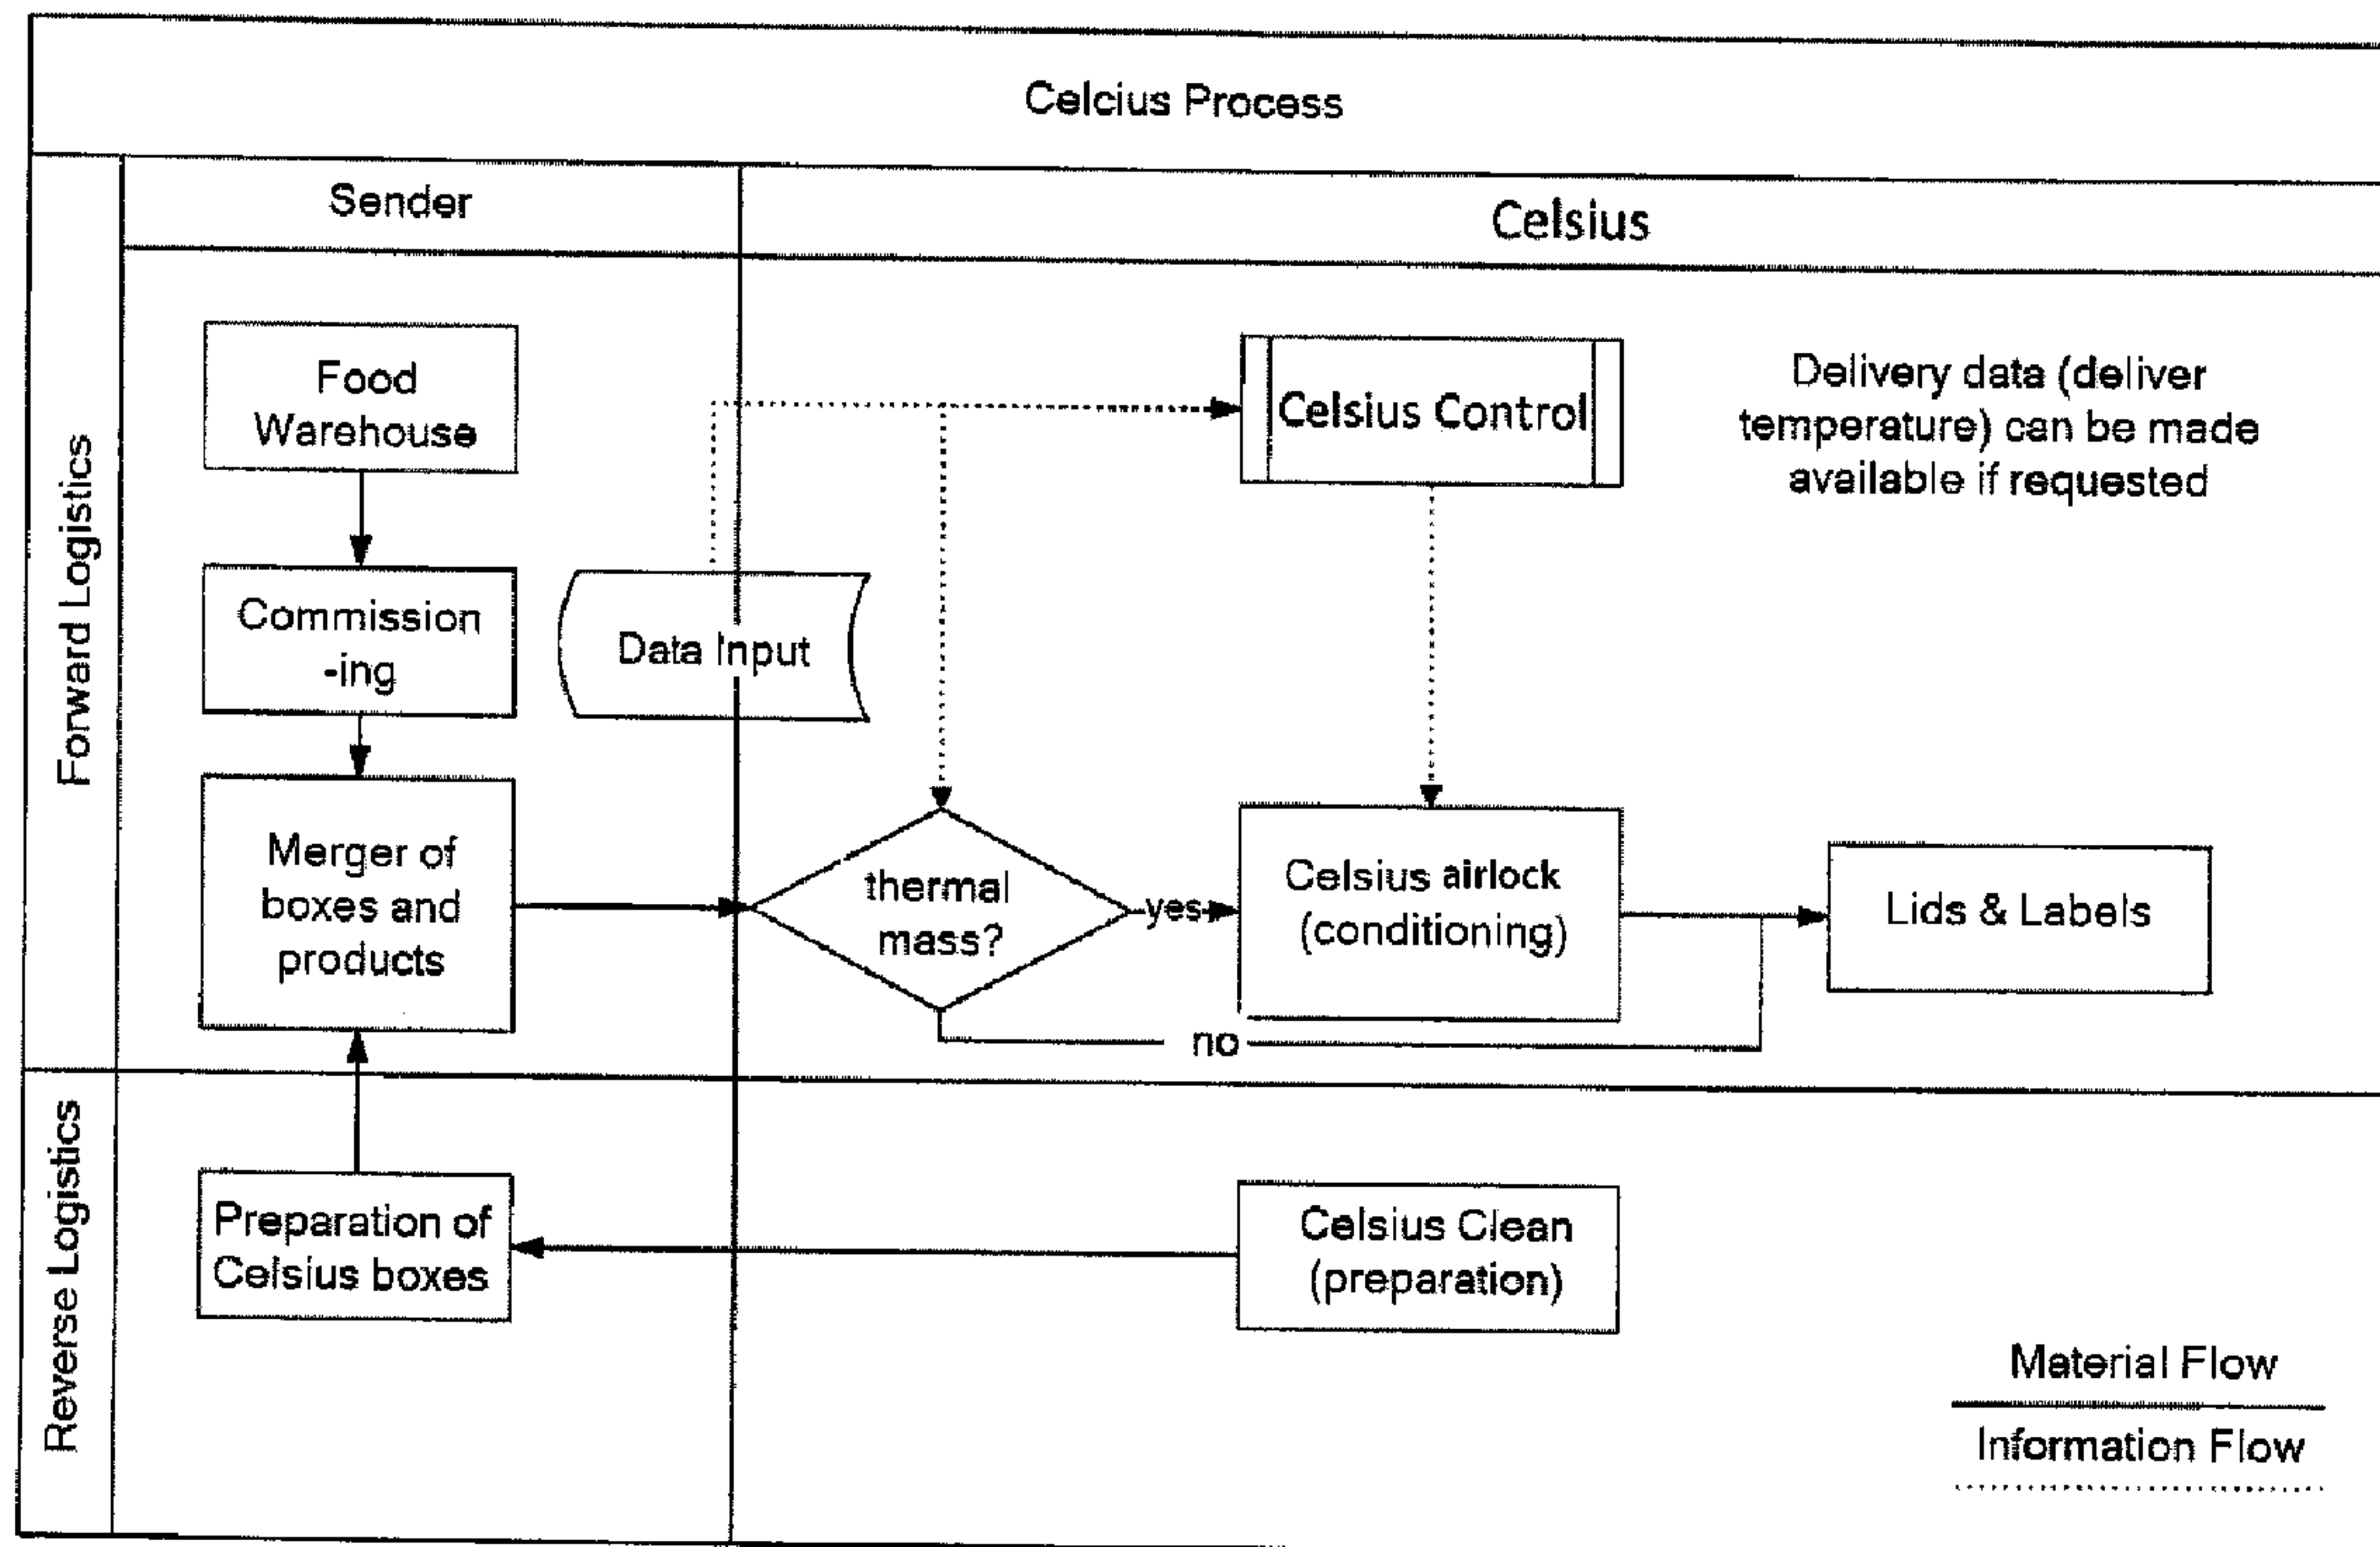 Celcius Process
Sender
Celsius
Forward Logistics
Food
Warehouse
Celsius Control
Delivery data (deliver
temperature) can be made
available if requested
Commission
-ing
Data Input
Merger of
boxes and
products
thermal
mass?
yes
Celsius airlock
(conditioning)
Lids & Labels
no
Reverse Logistics
Preparation of
Celsius boxes
Celsius Clean
(preparation)
Material Flow
Information Flow